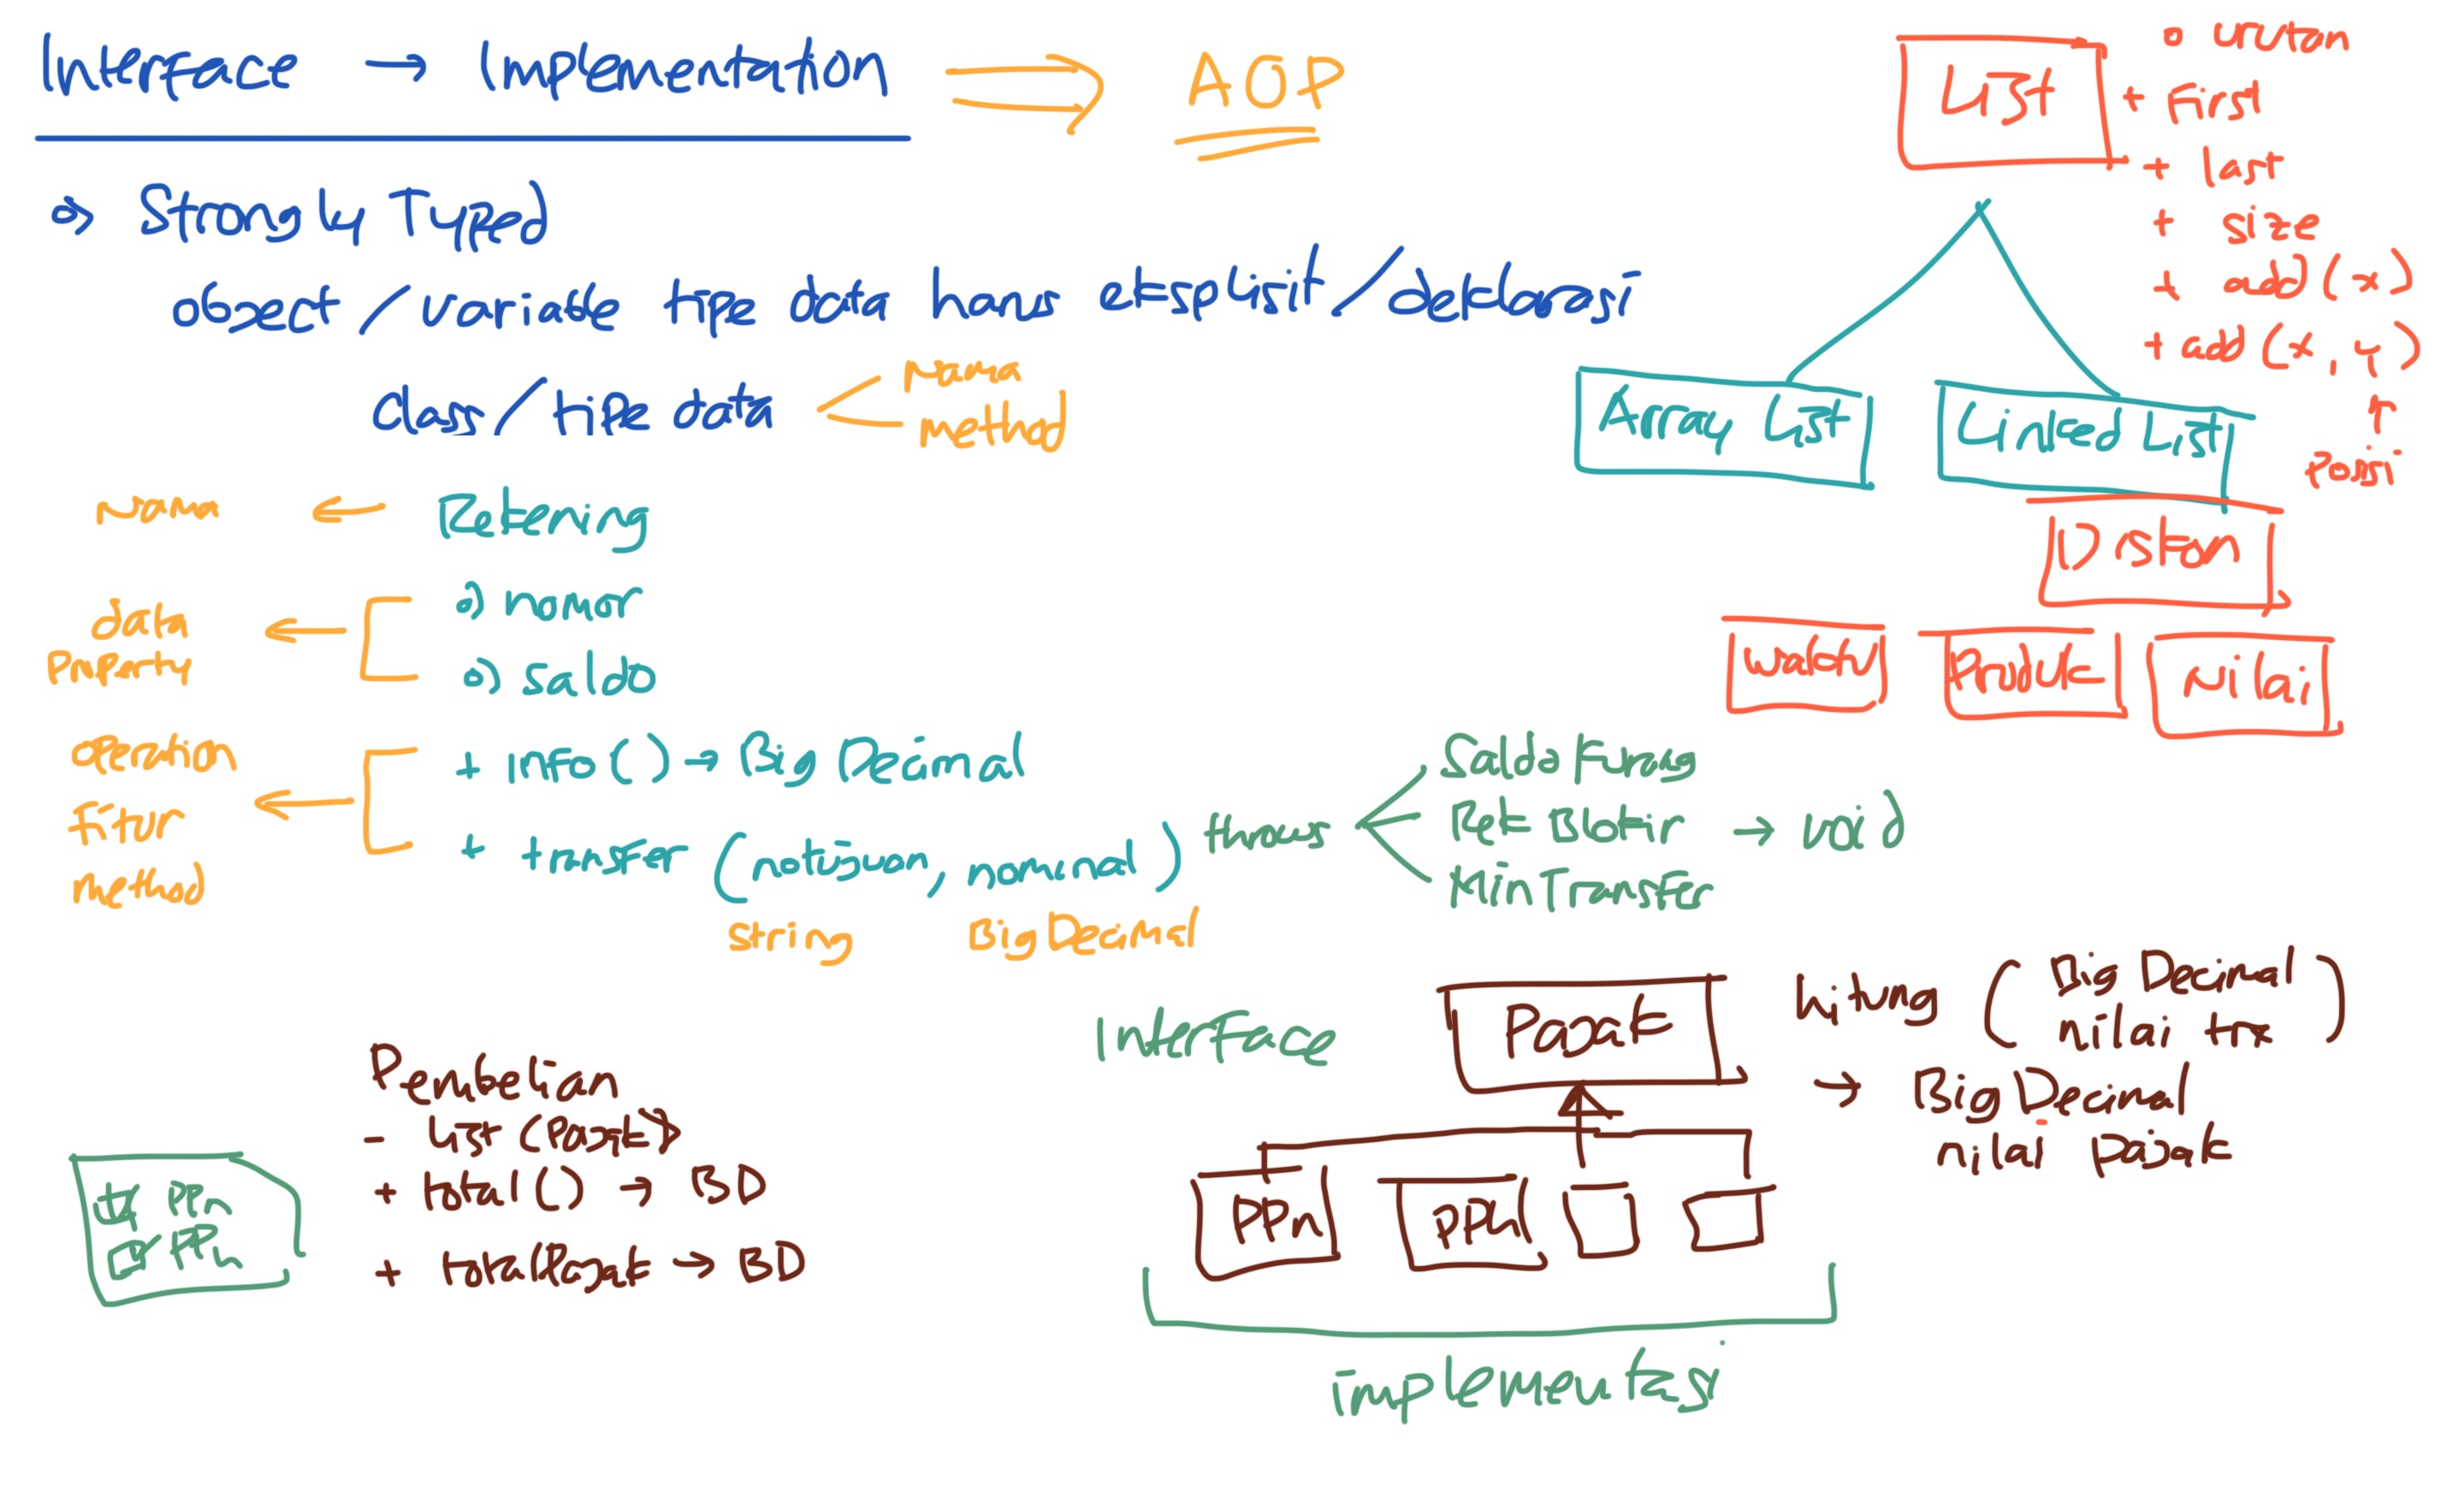 Interface → Implementation ⇒ AOP
⇒ Strongly Typed
object / variable tipe data harus eksplisit / deklarasi
class / tipe data
Nama
method
Nama ← Rekening
data
Property
nomor
saldo
operation
Fitur
method
+ info () → Big Decimal
+ transfer (notujuan, nominal) throws
String BigDecimal
Saldo Kurang
Rek Blokir → void
Min Transfer
List
urutan
+ First
+ last
+ size
+ add (x)
+ add (x, y)
↑
posisi
Array List
Linked List
Diskon
Waktu
Produk
Nilai
Interface
Pajak
hitung (Big Decimal
nilai trx)
→ Big Decimal
nilai pajak
PPn
PPh
implementasi
Pembelian
- List (Pajak)
+ total () → BD
+ total Pajak → BD
PPn
PPh